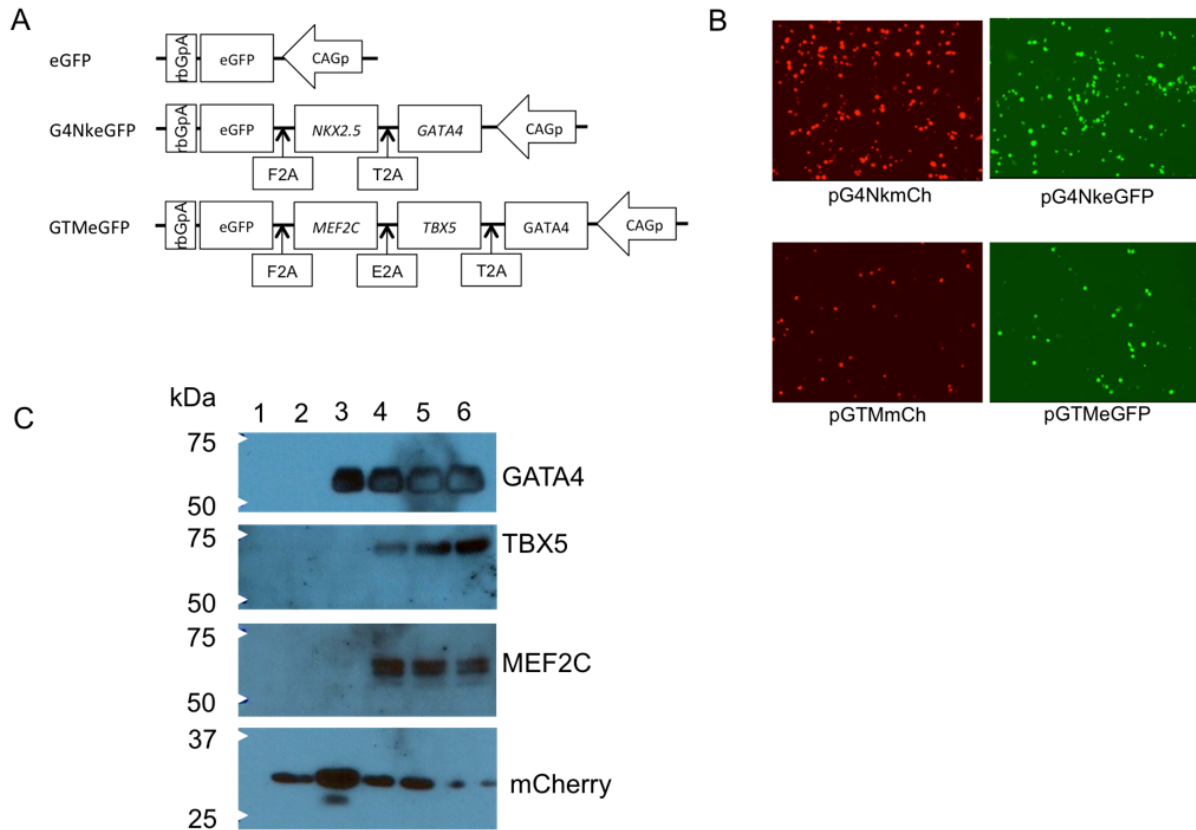 A
eGFP
rbGpA
eGFP
CAGp
G4NkeGFP
rbGpA
eGFP
NKX2.5
GATA4
CAGp
F2A
T2A
GTMeGFP
rbGpA
eGFP
MEF2C
TBX5
GATA4
CAGp
F2A
E2A
T2A
B
pG4NkmCh
pG4NkeGFP
pGTMmCh
pGTMeGFP
C
kDa
1 2 3 4 5 6
75
GATA4
50
75
TBX5
50
75
MEF2C
50
37
mCherry
25